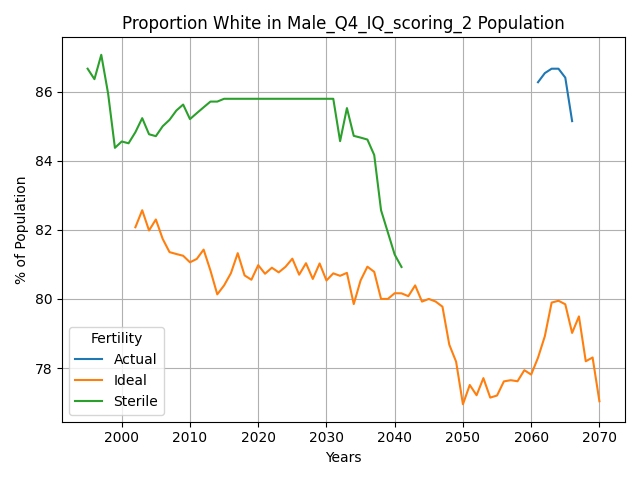 Proportion White in Male_Q4_IQ_scoring_2 Population
% of Population
86
84
82
80
78
Fertility
Actual
Ideal
Sterile
2000 2010 2020 2030 2040 2050 2060 2070
Years